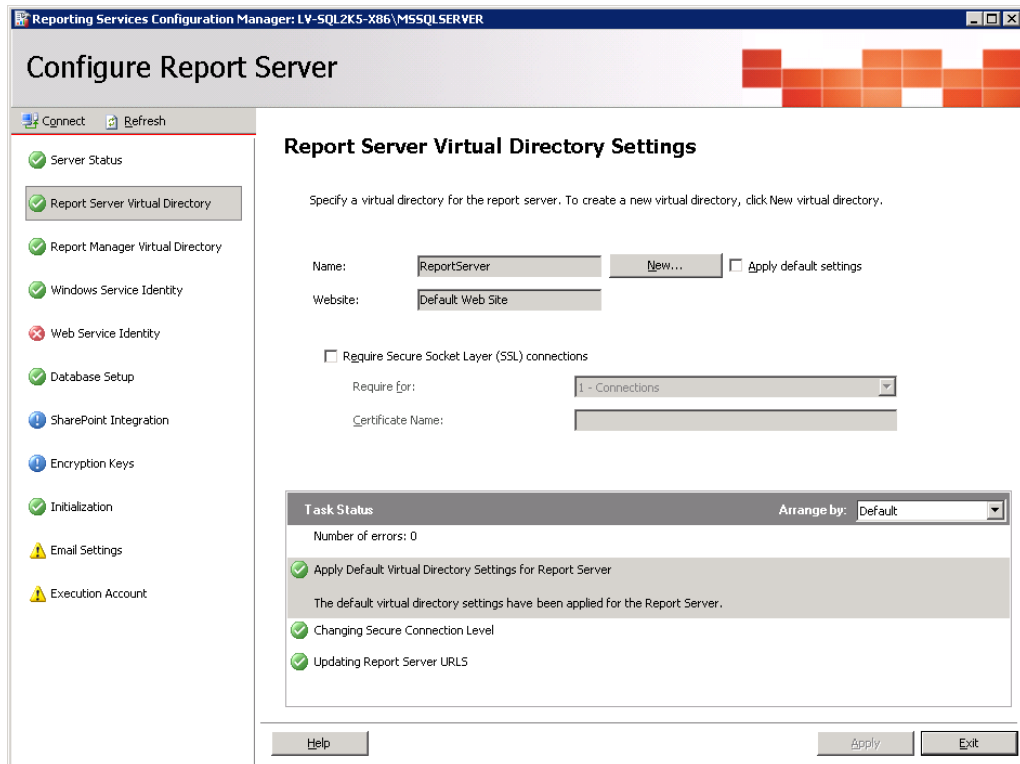 Reporting Services Configuration Manager: LV-SQL2K5-X86\MSSQLSERVER
Configure Report Server
Connect Refresh
Server Status
Report Server Virtual Directory
Report Manager Virtual Directory
Windows Service Identity
Web Service Identity
Database Setup
SharePoint Integration
Encryption Keys
Initialization
Email Settings
Execution Account
Report Server Virtual Directory Settings
Specify a virtual directory for the report server. To create a new virtual directory, click New virtual directory.
Name: ReportServer New... Apply default settings
Website: Default Web Site
Require Secure Socket Layer (SSL) connections
Require for: 1 - Connections
Certificate Name:
Task Status Arrange by: Default
Number of errors: 0
Apply Default Virtual Directory Settings for Report Server
The default virtual directory settings have been applied for the Report Server.
Changing Secure Connection Level
Updating Report Server URLS
Help Apply Exit